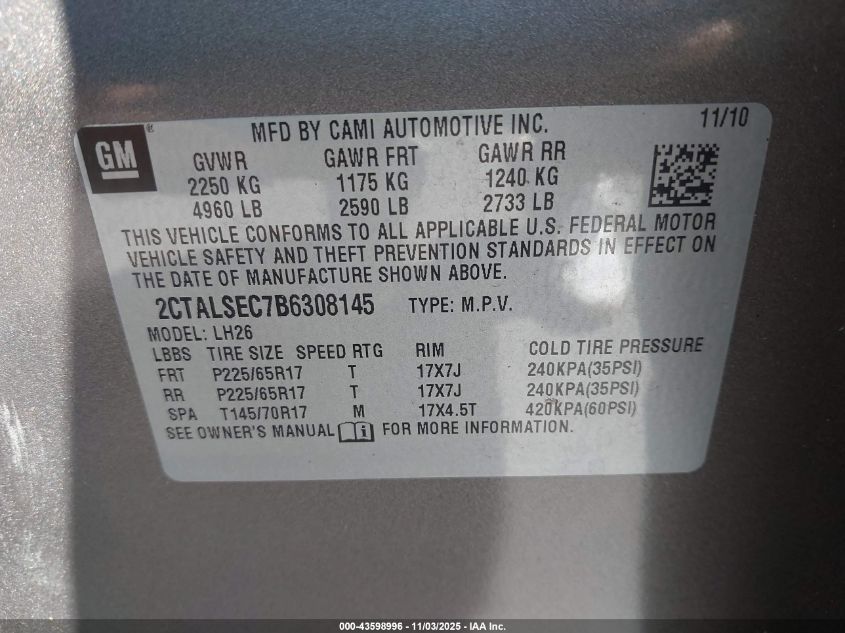 GM ®
MFD BY CAMI AUTOMOTIVE INC. 11/10
GVWR GAWR FRT GAWR RR
2250 KG 1175 KG 1240 KG
4960 LB 2590 LB 2733 LB
THIS VEHICLE CONFORMS TO ALL APPLICABLE U.S. FEDERAL MOTOR
VEHICLE SAFETY AND THEFT PREVENTION STANDARDS IN EFFECT ON
THE DATE OF MANUFACTURE SHOWN ABOVE.
2CTALSEC7B6308145 TYPE: M.P.V.
MODEL: LH26
LBBS TIRE SIZE SPEED RTG RIM COLD TIRE PRESSURE
FRT P225/65R17 T 17X7J 240KPA(35PSI)
RR P225/65R17 T 17X7J 240KPA(35PSI)
SPA T145/70R17 M 17X4.5T 420KPA(60PSI)
SEE OWNER'S MANUAL i FOR MORE INFORMATION.
000-43598996 - 11/03/2025 - IAA Inc.